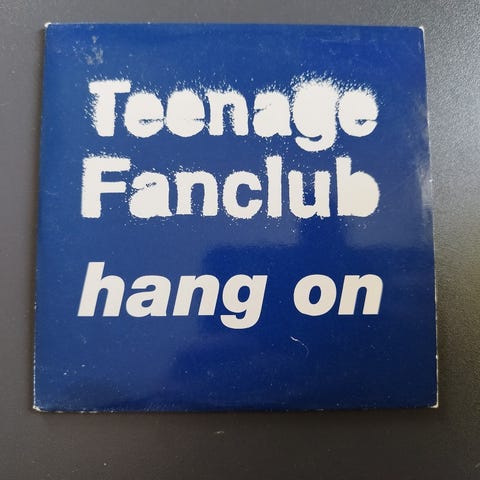 Teenage
Fanclub
hang on